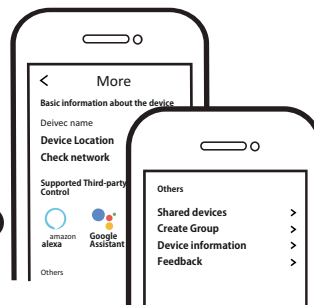 More
Basic information about the device
Deivec name
Device Location
Check network
Supported Third-party
Control
amazon
alexa
Google
Assistant
Others
Others
Shared devices
Create Group
Device information
Feedback